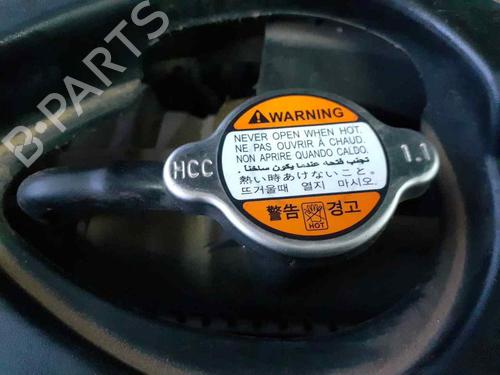 WARNING
NEVER OPEN WHEN HOT.
NE PAS OUVRIR À CHAUD.
NON APRIRE QUANDO CALDO.
تجنب فتحه عندما يكون ساخنا.
熱い時あけないこと。
뜨거울때 열지 마시오.
HCC
1.1
警告 경고
HOT
B-PARTS